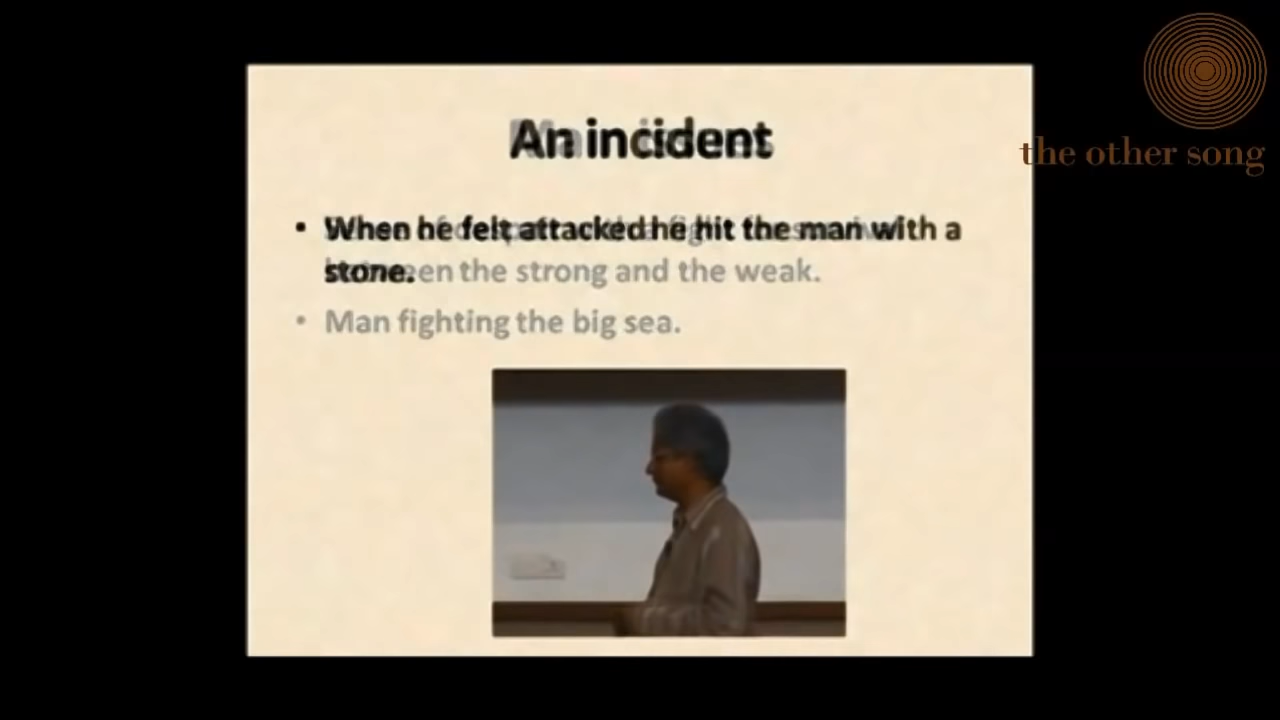 An incident
the other song
• When he felt attacked he hit the man with a
stone.
the strong and the weak.
• Man fighting the big sea.